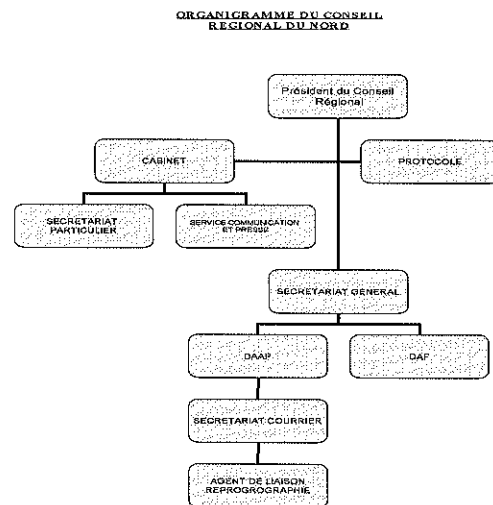 ORGANIGRAMME DU CONSEIL
REGIONAL DU NORD
Président du Conseil
Régional
CABINET
PROTOCOLE
SECRETARIAT
PARTICULIER
SERVICE COMMUNICATION
ET PRESSE
SECRETARIAT GENERAL
DAAP
DAF
SECRETARIAT COURRIER
AGENT DE LIAISON
REPROGROGRAPHIE